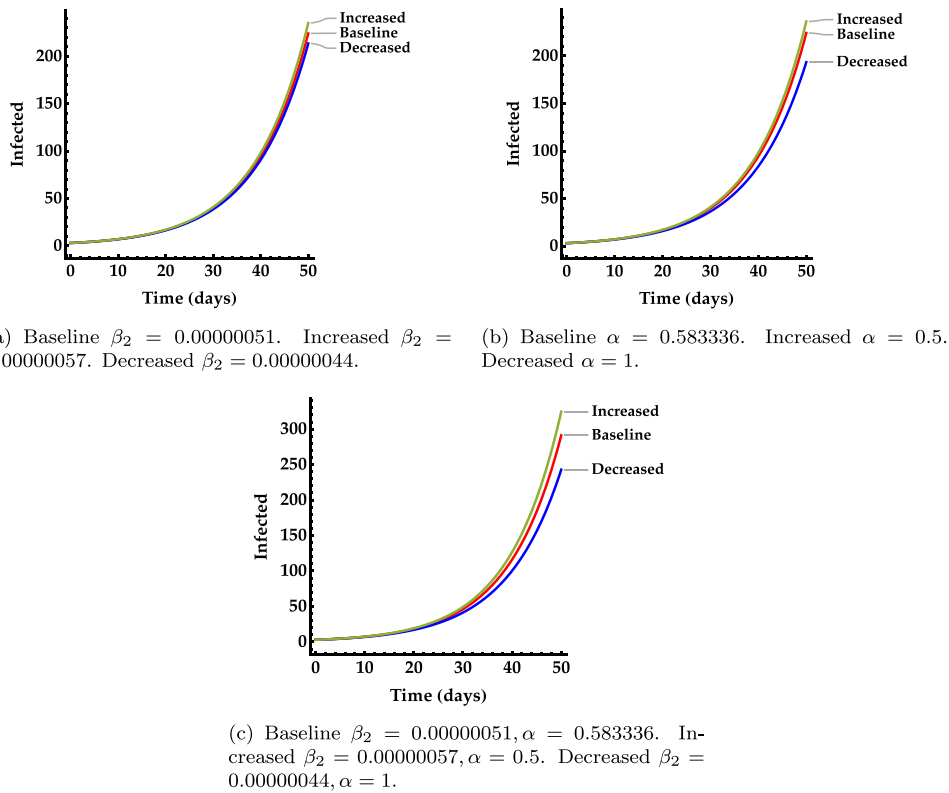 Increased
Baseline
Decreased
200
150
100
50
0
Infected
0 10 20 30 40 50
Time (days)
a) Baseline β₂ = 0.00000051. Increased β₂ =
.00000057. Decreased β₂ = 0.00000044.
Increased
Baseline
Decreased
200
150
100
50
0
Infected
0 10 20 30 40 50
Time (days)
(b) Baseline α = 0.583336. Increased α = 0.5.
Decreased α = 1.
Increased
Baseline
Decreased
300
250
200
150
100
50
0
Infected
0 10 20 30 40 50
Time (days)
(c) Baseline β₂ = 0.00000051, α = 0.583336. In-
creased β₂ = 0.00000057, α = 0.5. Decreased β₂ =
0.00000044, α = 1.